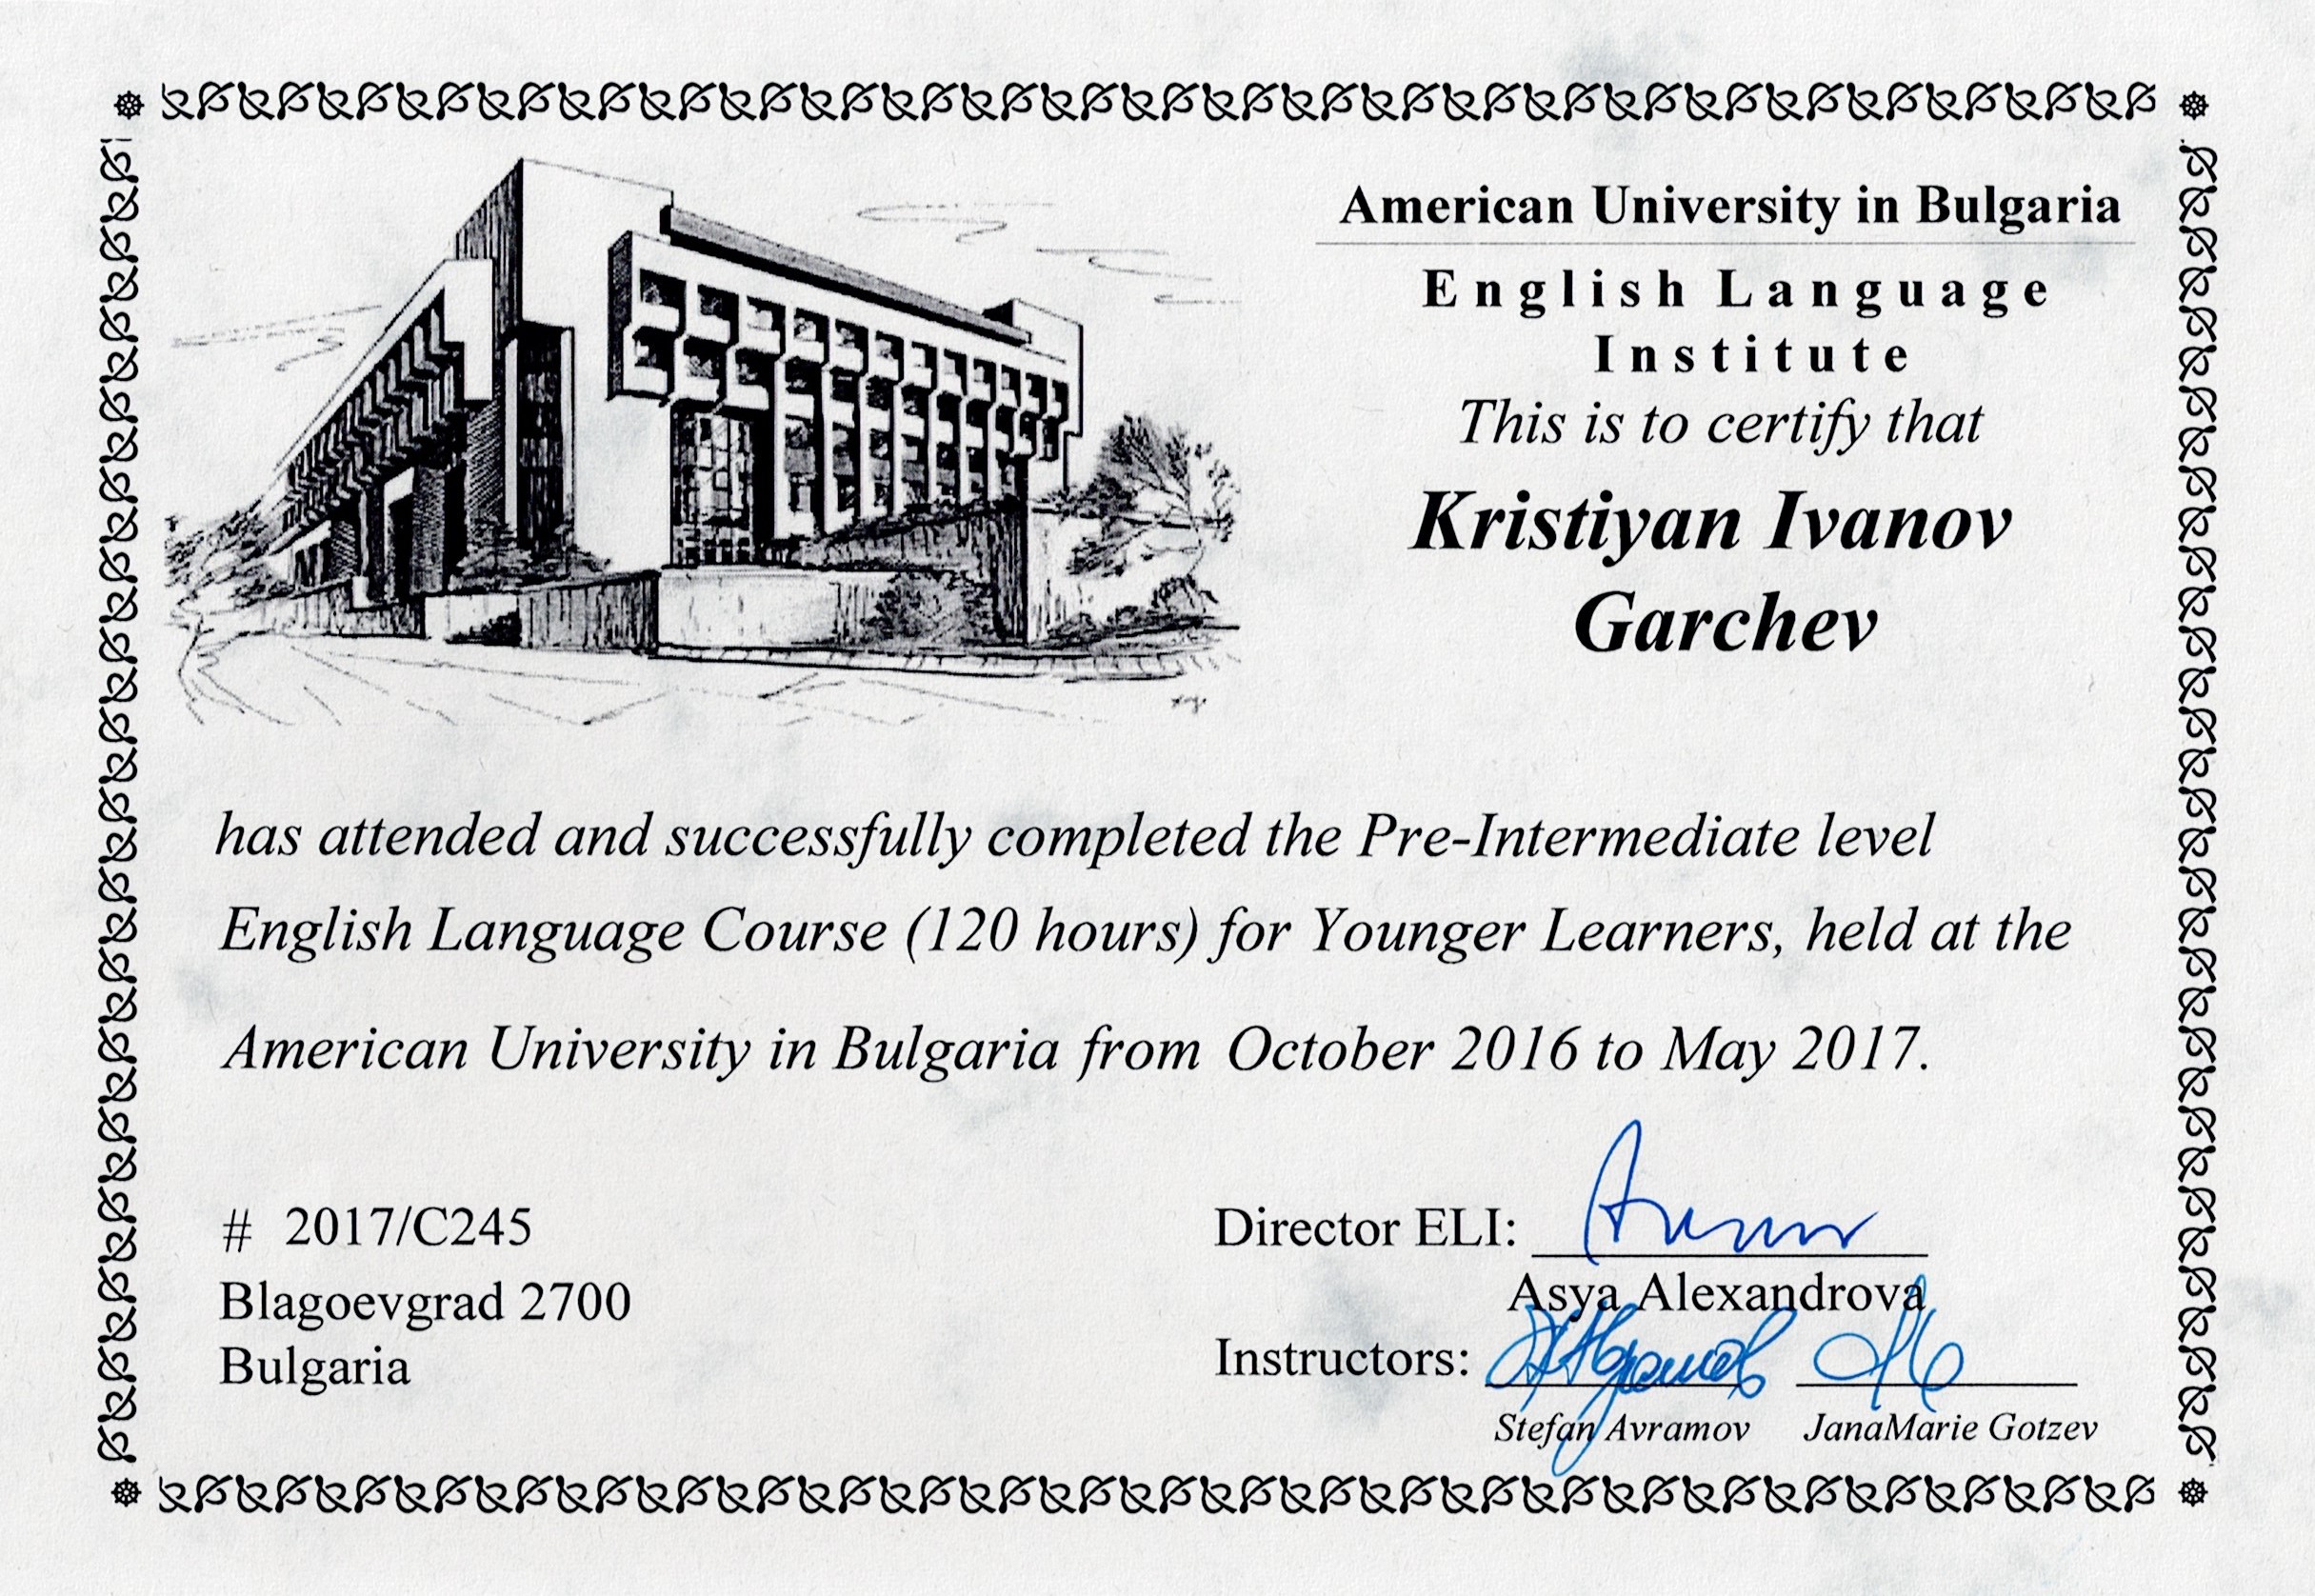 American University in Bulgaria
English Language
Institute
This is to certify that
Kristiyan Ivanov
Garchev
has attended and successfully completed the Pre-Intermediate level
English Language Course (120 hours) for Younger Learners, held at the
American University in Bulgaria from October 2016 to May 2017.
# 2017/C245
Blagoevgrad 2700
Bulgaria
Director ELI:
Asya Alexandrova
Instructors:
Stefan Avramov JanaMarie Gotzev